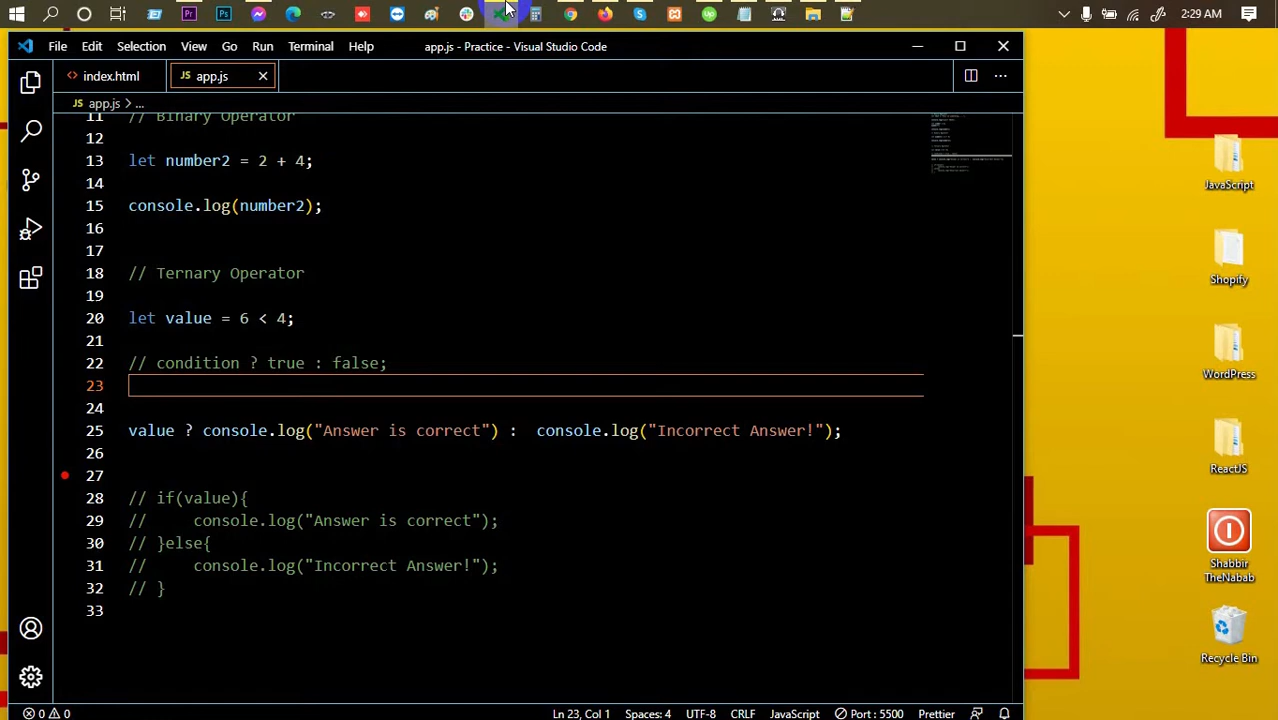 2:29 AM
File Edit Selection View Go Run Terminal Help
app.js - Practice - Visual Studio Code
<> index.html
JS app.js
JS app.js > ...
11 // Binary Operator
12
13 let number2 = 2 + 4;
14
15 console.log(number2);
16
17
18 // Ternary Operator
19
20 let value = 6 < 4;
21
22 // condition ? true : false;
23
24
25 value ? console.log("Answer is correct") :  console.log("Incorrect Answer!");
26
27
28 // if(value){
29 //     console.log("Answer is correct");
30 // }else{
31 //     console.log("Incorrect Answer!");
32 // }
33
0 0
Ln 23, Col 1 Spaces: 4 UTF-8 CRLF JavaScript Port : 5500 Prettier
JavaScript
Shopify
WordPress
ReactJS
Shabbir
TheNabab
Recycle Bin